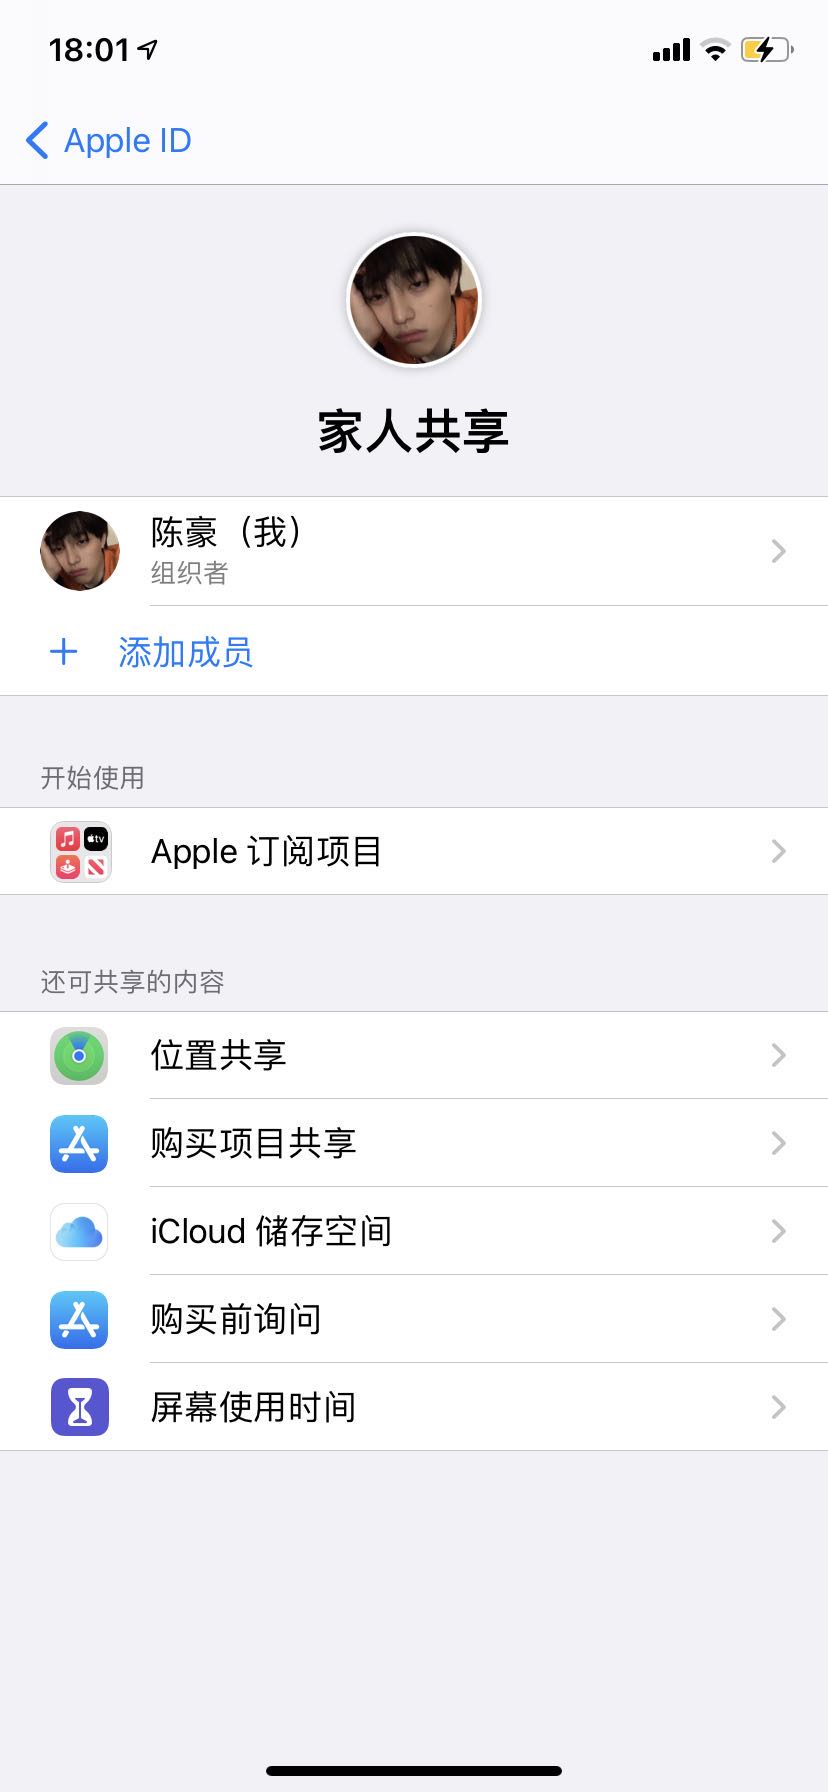 18:01
Apple ID
家人共享
陈豪（我）
组织者
添加成员
开始使用
tv
Apple 订阅项目
还可共享的内容
位置共享
购买项目共享
iCloud 储存空间
购买前询问
屏幕使用时间